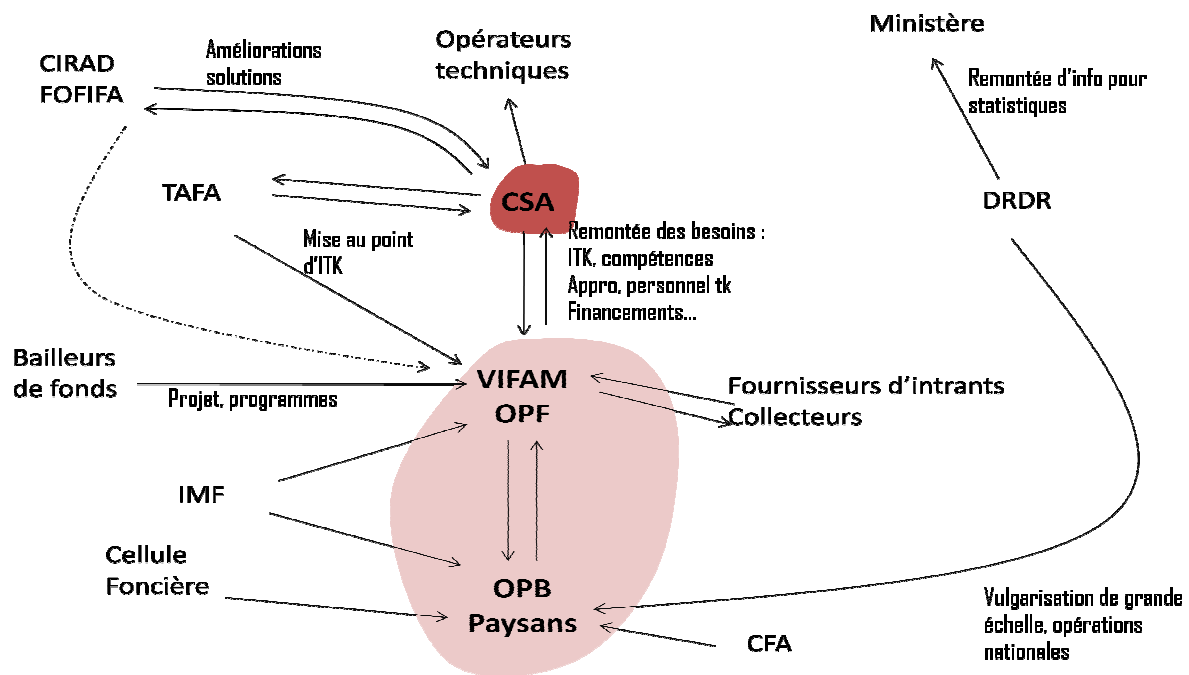 Ministère
Opérateurs
techniques
Améliorations
solutions
CIRAD
FOFIFA
Remontée d'info pour
statistiques
TAFA
CSA
DRDR
Mise au point
d'ITK
Remontée des besoins :
ITK, compétences
Appro, personnel tk
Financements...
Bailleurs
de fonds
Projet, programmes
VIFAM
OPF
Fournisseurs d'intrants
Collecteurs
IMF
Cellule
Foncière
OPB
Paysans
CFA
Vulgarisation de grande
échelle, opérations
nationales